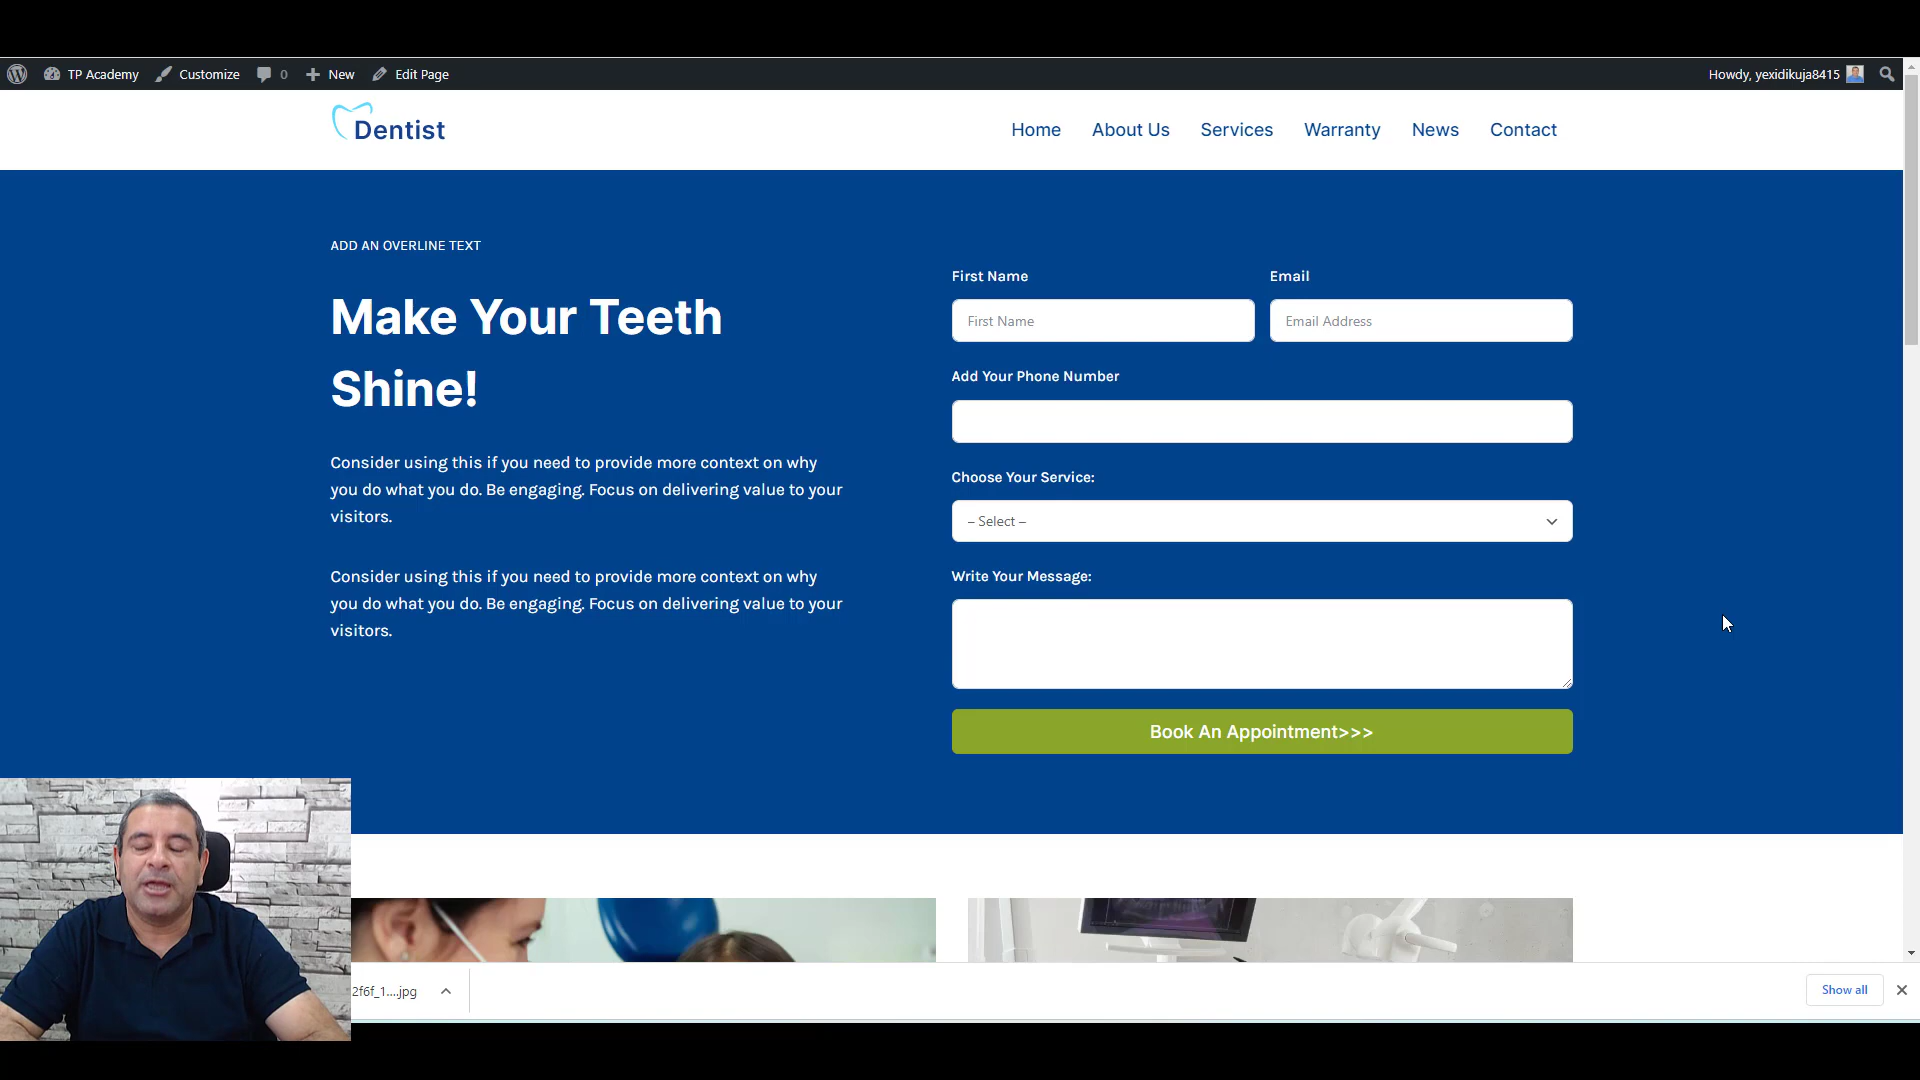 TP Academy Customize 0 New Edit Page Howdy, yexidikuja8415
Dentist
Home About Us Services Warranty News Contact
ADD AN OVERLINE TEXT
Make Your Teeth
Shine!
Consider using this if you need to provide more context on why
you do what you do. Be engaging. Focus on delivering value to your
visitors.
Consider using this if you need to provide more context on why
you do what you do. Be engaging. Focus on delivering value to your
visitors.
First Name Email
First Name Email Address
Add Your Phone Number
Choose Your Service:
– Select –
Write Your Message:
Book An Appointment>>>
2f6f_1....jpg
Show all